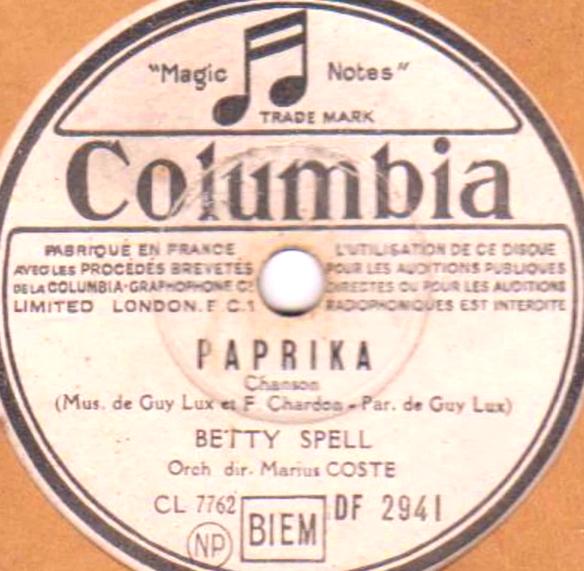 "Magic Notes"
TRADE MARK
Columbia
FABRIQUÉ EN FRANCE
AVEC LES PROCÉDÉS BREVETÉS
DE LA COLUMBIA-GRAPHOPHONE Cº
LIMITED LONDON. F C.1
L'UTILISATION DE CE DISQUE
POUR LES AUDITIONS PUBLIQUES
DIRECTES OU POUR LES AUDITIONS
RADIOPHONIQUES EST INTERDITE
PAPRIKA
Chanson
(Mus. de Guy Lux et F. Chardon - Par. de Guy Lux)
BETTY SPELL
Orch dir. Marius COSTE
CL 7762 BIEM DF 2941
NP